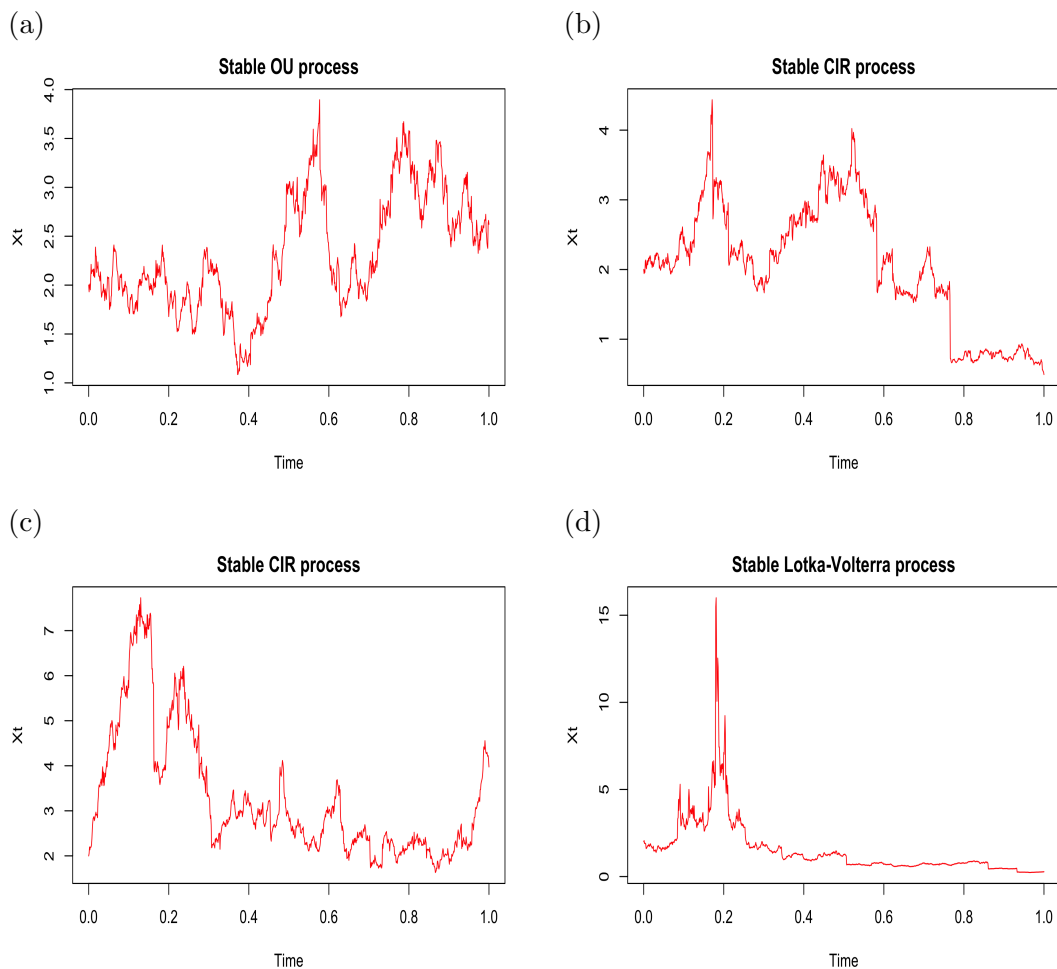 (a)
Stable OU process
4.0
3.5
3.0
2.5
2.0
1.5
1.0
Xt
0.0 0.2 0.4 0.6 0.8 1.0
Time
(b)
Stable CIR process
4
3
2
1
Xt
0.0 0.2 0.4 0.6 0.8 1.0
Time
(c)
Stable CIR process
7
6
5
4
3
2
Xt
0.0 0.2 0.4 0.6 0.8 1.0
Time
(d)
Stable Lotka-Volterra process
15
10
5
0
Xt
0.0 0.2 0.4 0.6 0.8 1.0
Time